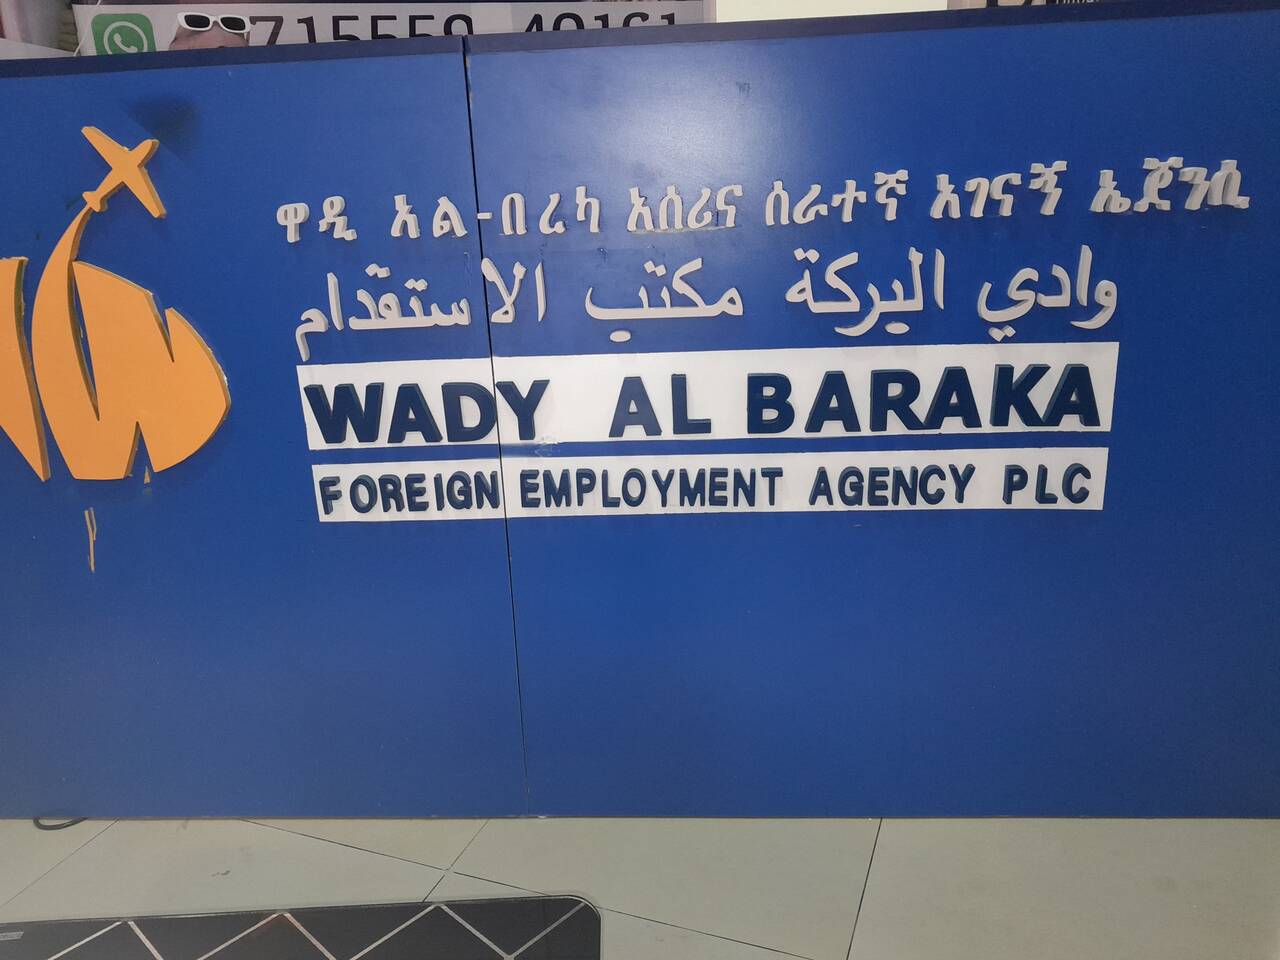 ዋዲ አል-በረካ አሰሪና ሰራተኛ አገናኝ ኤጀንሲ
وادي البركة مكتب الاستقدام
WADY AL BARAKA
FOREIGN EMPLOYMENT AGENCY PLC